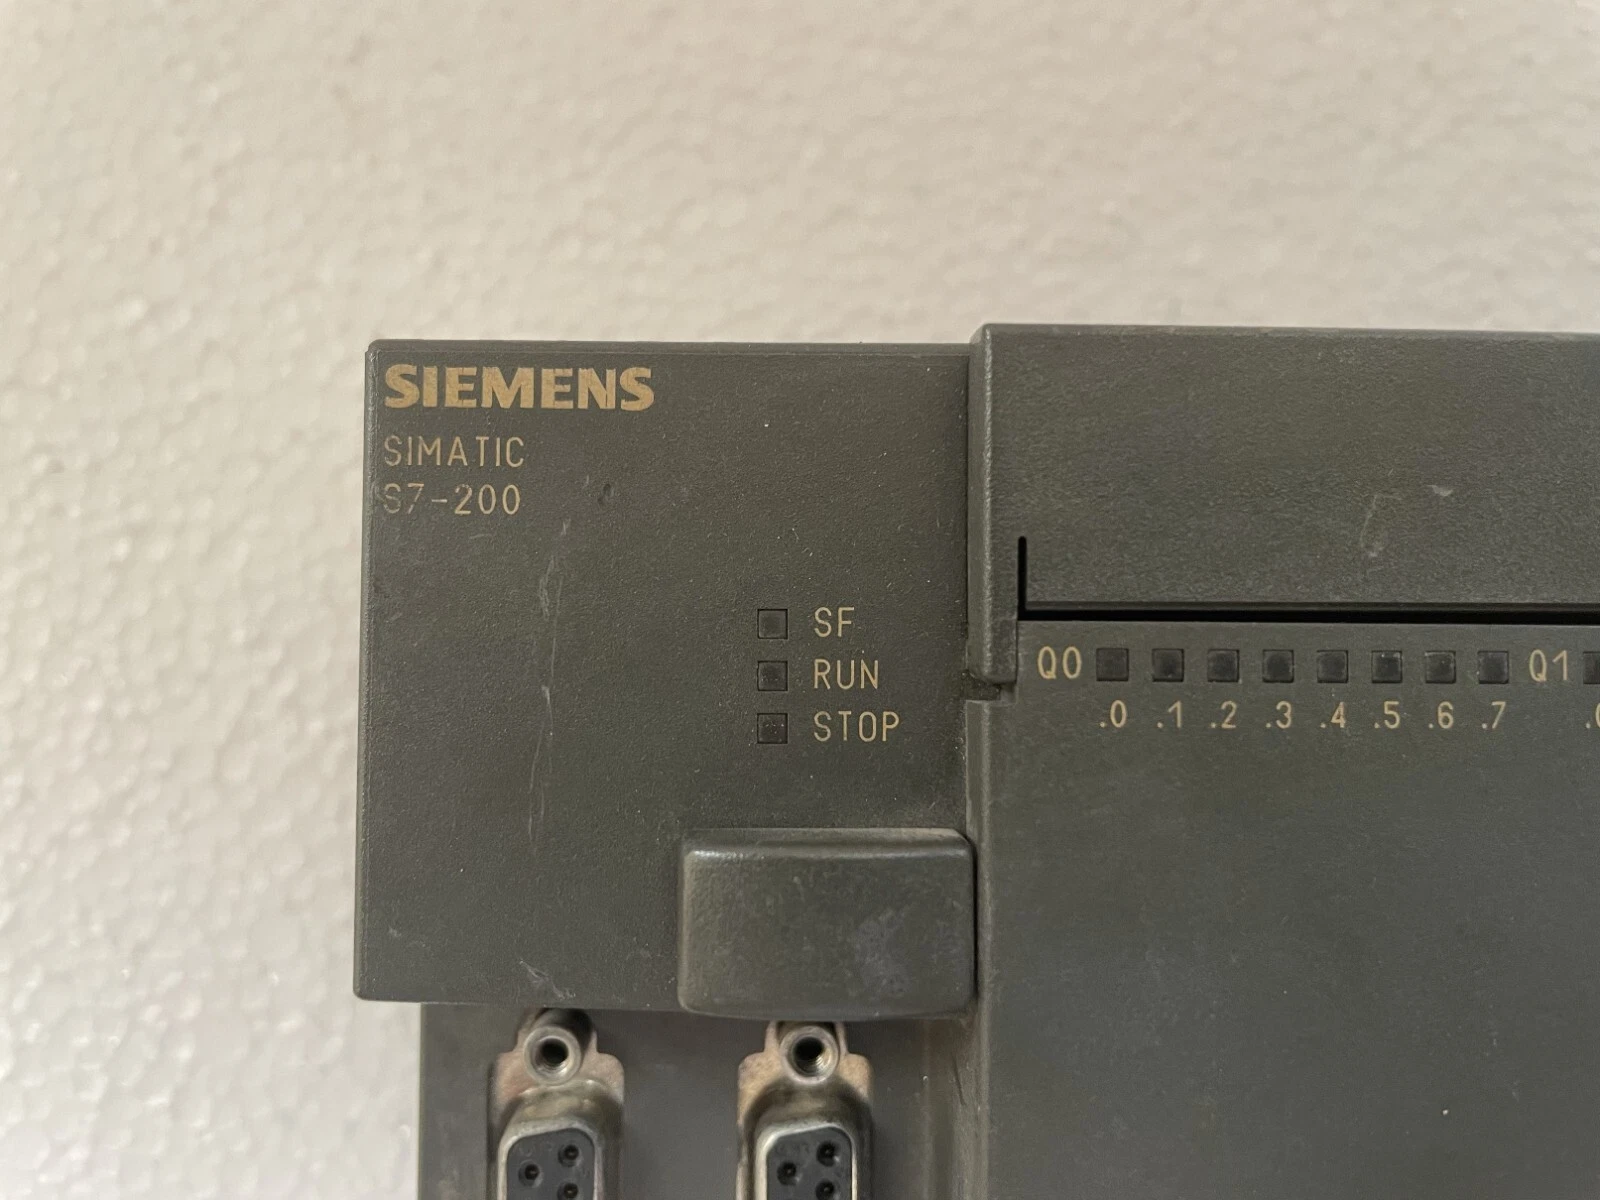 SIEMENS
SIMATIC
S7-200
SF
RUN
STOP
Q0 Q1
.0 .1 .2 .3 .4 .5 .6 .7